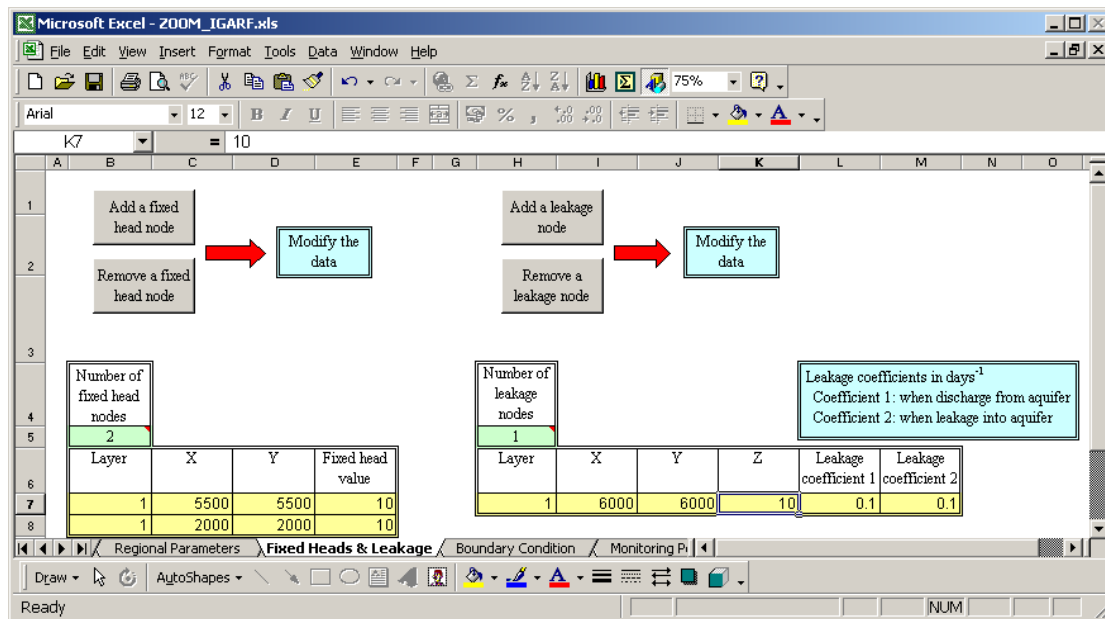 Microsoft Excel - ZOOM_IGARF.xls
File Edit View Insert Format Tools Data Window Help
75%
Arial 12 B I U
K7 = 10
A B C D E F G H I J K L M N O
1
Add a fixed
head node
Add a leakage
node
2
Modify the
data
Modify the
data
Remove a fixed
head node
Remove a
leakage node
3
4
Number of
fixed head
nodes
Number of
leakage
nodes
Leakage coefficients in days-1
Coefficient 1: when discharge from aquifer
Coefficient 2: when leakage into aquifer
5 2 1
6
Layer X Y Fixed head
value
Layer X Y Z Leakage
coefficient 1
Leakage
coefficient 2
7 1 5500 5500 10 1 6000 6000 10 0.1 0.1
8 1 2000 2000 10
Regional Parameters Fixed Heads & Leakage Boundary Condition Monitoring
Draw AutoShapes
Ready NUM